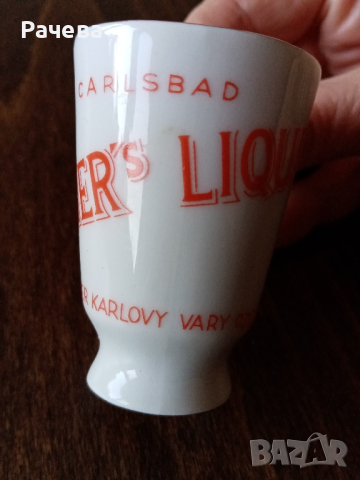 Рачева
CARLSBAD
ER's LIQU
R KARLOVY VARY
BAZAR